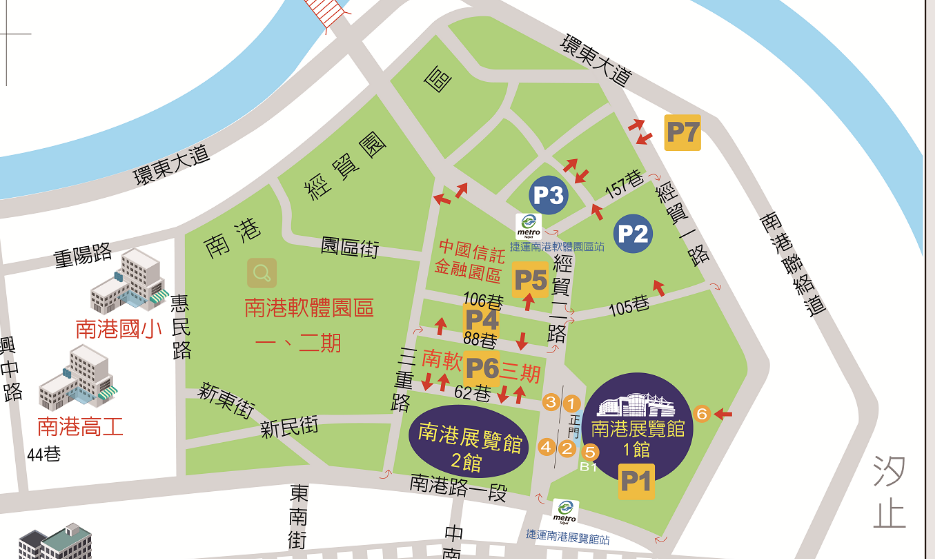 環東大道
區
P7
經貿園
環東大道
157巷
P3
經貿一路
metro
Taipei
P2
南港聯絡道
南港
捷運南港軟體園區站
園區街
中國信託
金融園區
重陽路
P5
經貿二路
106巷
105巷
南港軟體園區
一、二期
P4
88巷
南港國小
惠民路
三重路
南軟三期
P6
62巷
興中路
新東街
新民街
3
1
正門
6
南港展覽館
1館
南港高工
南港展覽館
2館
4
2
5
B1
44巷
P1
汐止
南港路一段
東南街
metro
Taipei
中南
捷運南港展覽館站